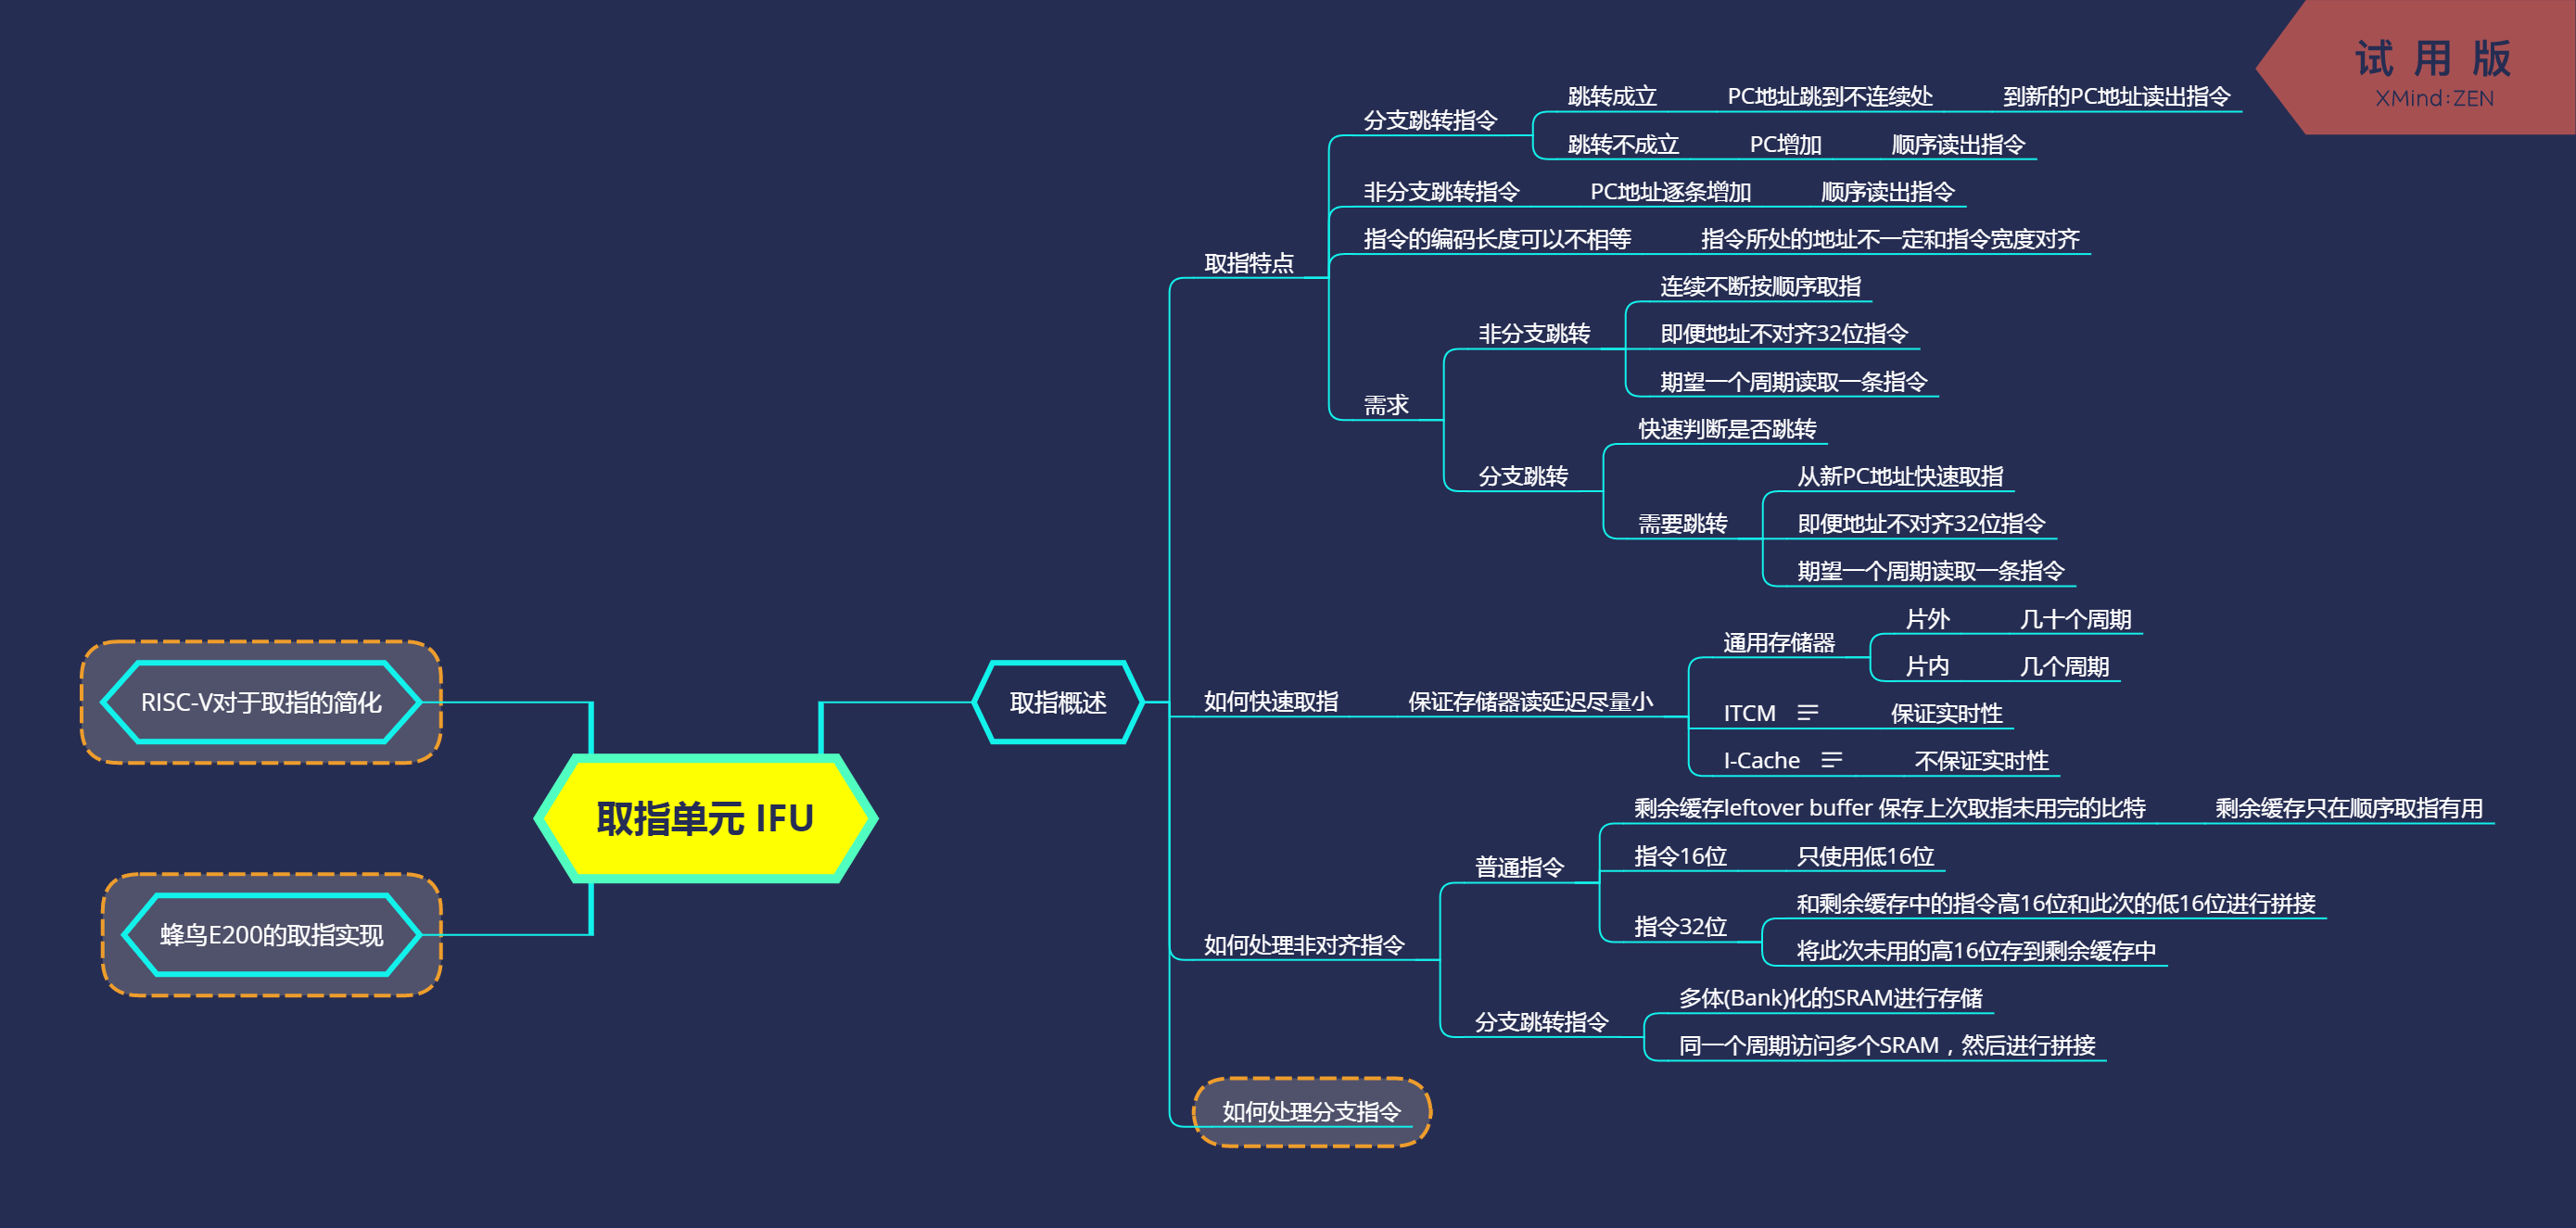 试用版
XMind:ZEN
取指单元 IFU
取指概述
取指特点
分支跳转指令
跳转成立
PC地址跳到不连续处
到新的PC地址读出指令
跳转不成立
PC增加
顺序读出指令
非分支跳转指令
PC地址逐条增加
顺序读出指令
指令的编码长度可以不相等
指令所处的地址不一定和指令宽度对齐
需求
非分支跳转
连续不断按顺序取指
即便地址不对齐32位指令
期望一个周期读取一条指令
分支跳转
快速判断是否跳转
需要跳转
从新PC地址快速取指
即便地址不对齐32位指令
期望一个周期读取一条指令
如何快速取指
保证存储器读延迟尽量小
通用存储器
片外
几十个周期
片内
几个周期
ITCM
保证实时性
I-Cache
不保证实时性
如何处理非对齐指令
普通指令
剩余缓存leftover buffer 保存上次取指未用完的比特
剩余缓存只在顺序取指有用
指令16位
只使用低16位
指令32位
和剩余缓存中的指令高16位和此次的低16位进行拼接
将此次未用的高16位存到剩余缓存中
分支跳转指令
多体(Bank)化的SRAM进行存储
同一个周期访问多个SRAM，然后进行拼接
如何处理分支指令
RISC-V对于取指的简化
蜂鸟E200的取指实现